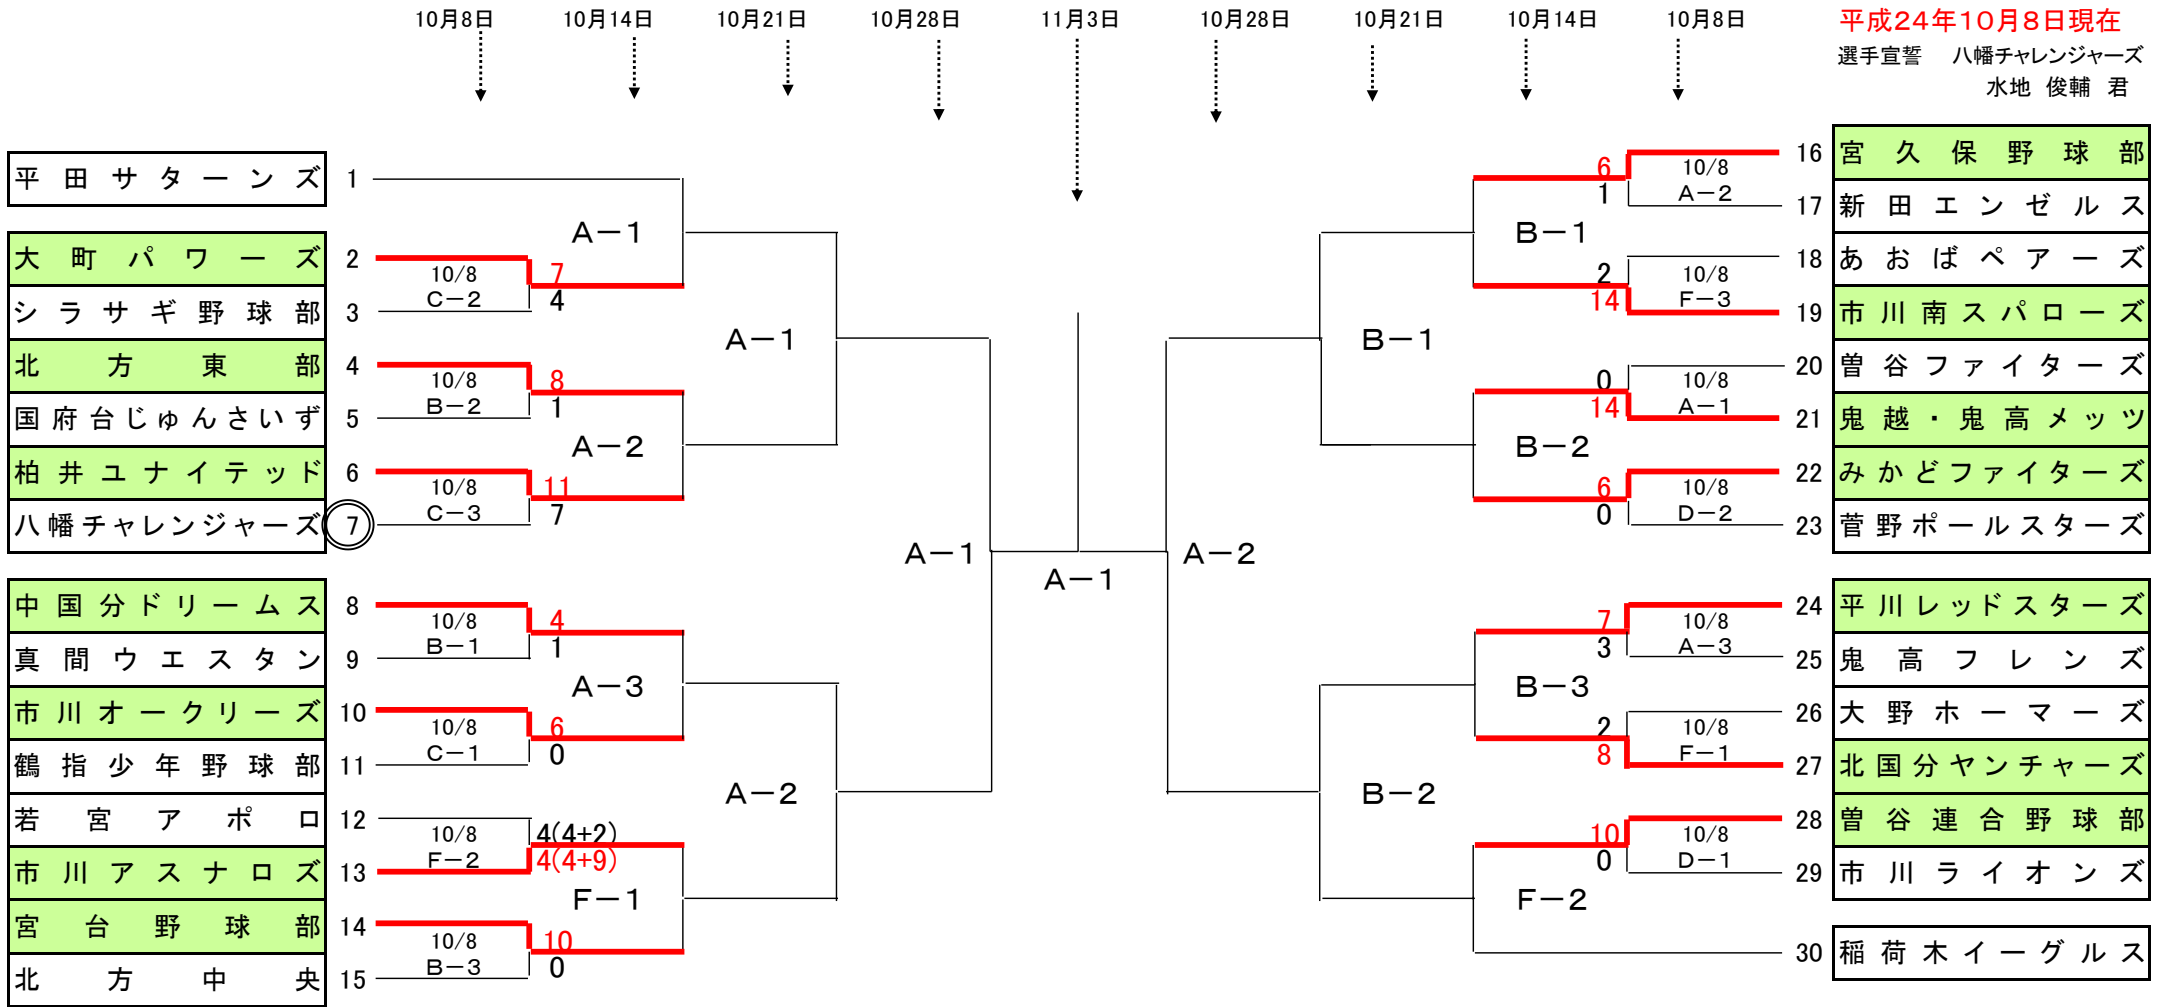 10月8日 10月14日 10月21日 10月28日 11月3日 10月28日 10月21日 10月14日 10月8日
平成24年10月8日現在
選手宣誓 八幡チャレンジャーズ
水地 俊輔 君
平田サターンズ 1
A-1
大町パワーズ 2
10/8
C-2
7
4
シラサギ野球部 3
A-1
北方東部 4
10/8
B-2
8
1
国府台じゅんさいず 5
A-2
柏井ユナイテッド 6
10/8
C-3
11
7
八幡チャレンジャーズ 7
A-1
中国分ドリームス 8
10/8
B-1
4
1
真間ウエスタン 9
A-3
市川オークリーズ 10
10/8
C-1
6
0
鶴指少年野球部 11
A-2
若宮アポロ 12
10/8
F-2
4(4+2)
4(4+9)
市川アスナロズ 13
F-1
宮台野球部 14
10/8
B-3
10
0
北方中央 15
A-1
16 宮久保野球部
6
1
10/8
A-2
17 新田エンゼルス
B-1
18 あおばペアーズ
2
14
10/8
F-3
19 市川南スパローズ
B-1
20 曽谷ファイターズ
0
14
10/8
A-1
21 鬼越・鬼高メッツ
B-2
22 みかどファイターズ
6
0
10/8
D-2
23 菅野ポールスターズ
A-2
24 平川レッドスターズ
7
3
10/8
A-3
25 鬼高フレンズ
B-3
26 大野ホーマーズ
2
8
10/8
F-1
27 北国分ヤンチャーズ
B-2
28 曽谷連合野球部
10
0
10/8
D-1
29 市川ライオンズ
F-2
30 稲荷木イーグルス